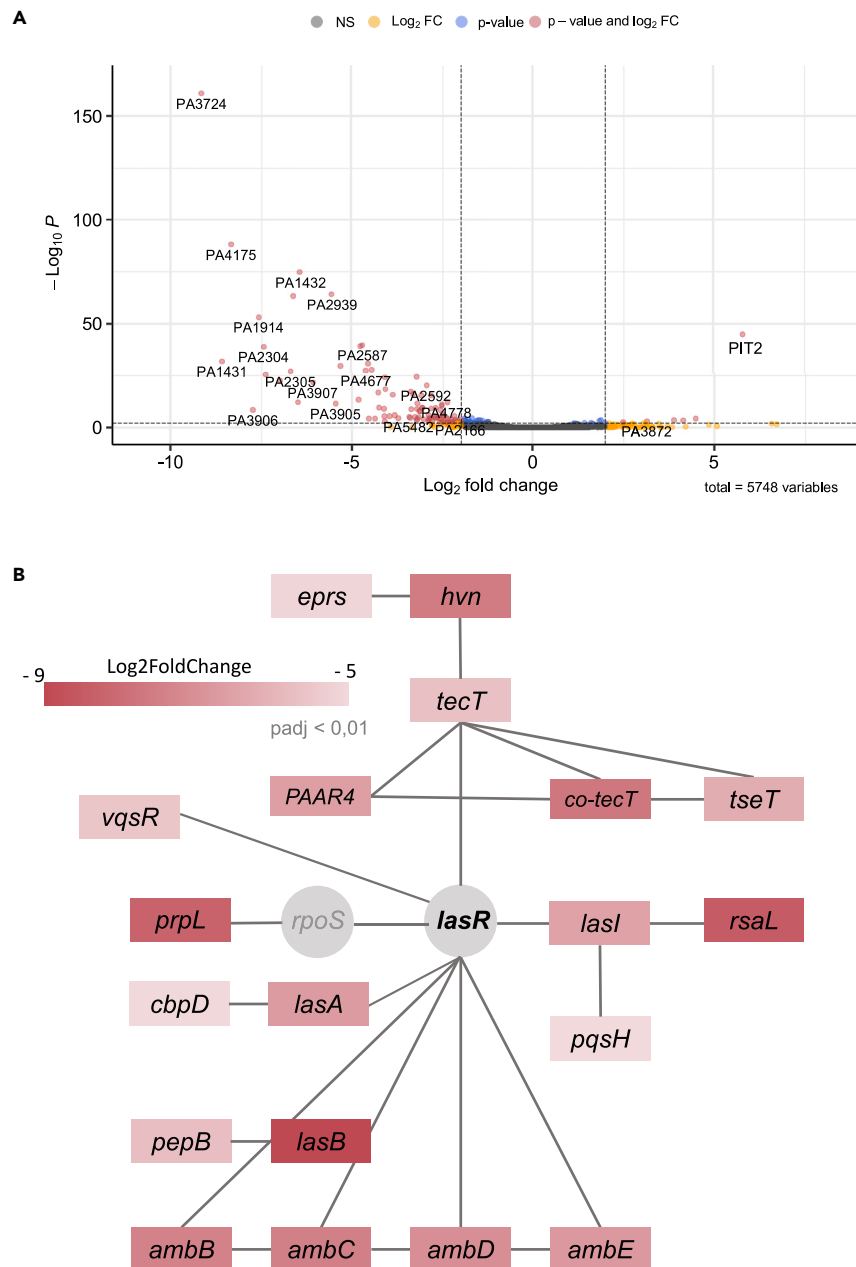 A
NS Log₂ FC p-value p – value and log₂ FC
– Log₁₀ P
150
100
50
0
PA3724
PA4175
PA1432
PA2939
PA1914
PIT2
PA2304
PA2587
PA1431
PA2305
PA4677
PA3907
PA2592
PA3906
PA3905
PA4778
PA5482
PA2166
PA3872
-10 -5 0 5
Log₂ fold change
total = 5748 variables
B
eprs hvn
Log2FoldChange
- 9 - 5
tecT
padj < 0,01
PAAR4 co-tecT tseT
vqsR
prpL rpoS lasR lasI rsaL
cbpD lasA
pqsH
pepB lasB
ambB ambC ambD ambE